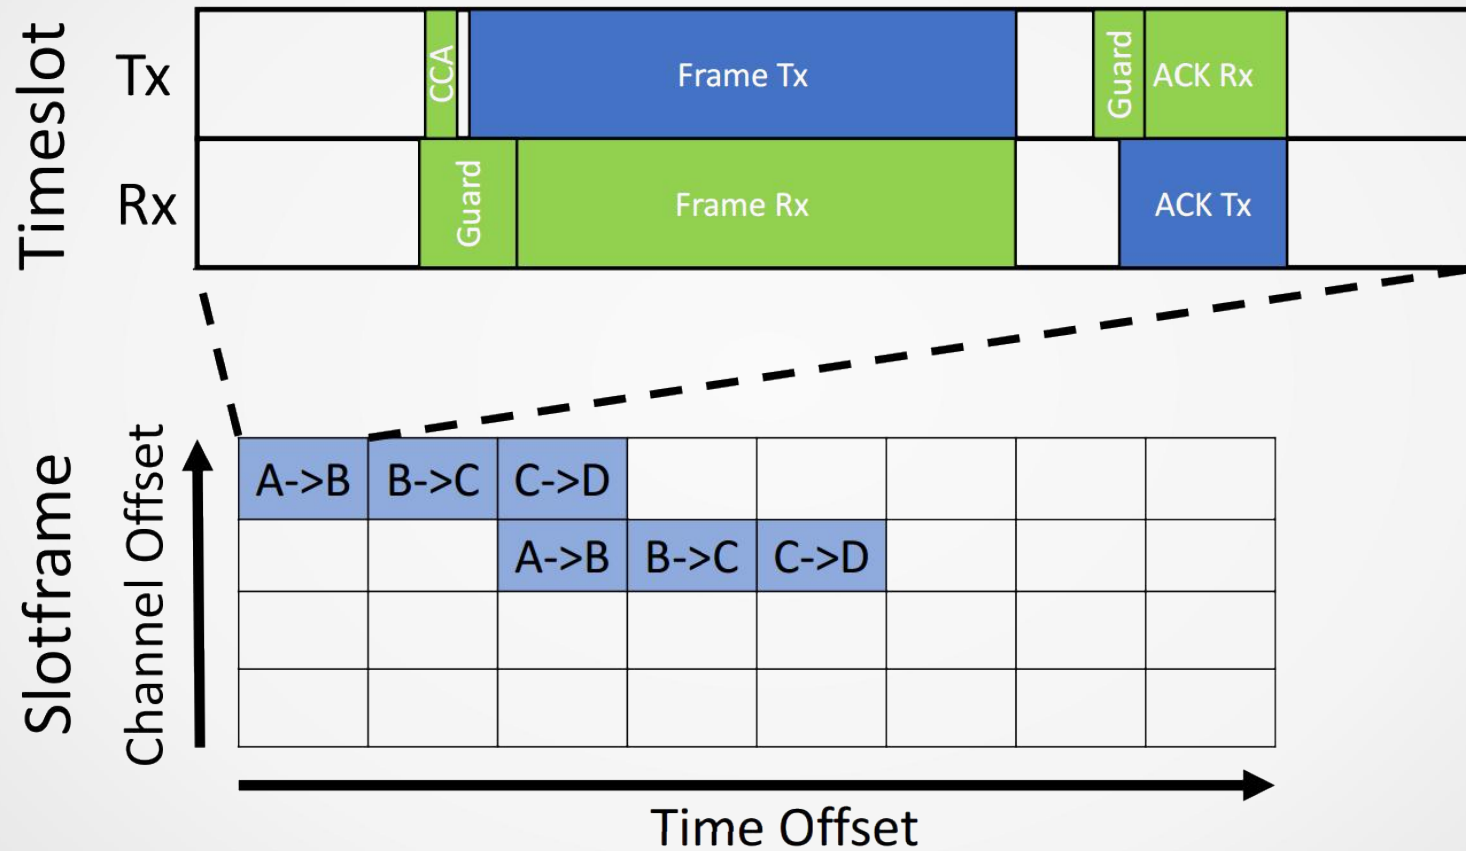 Timeslot
Tx
CCA
Frame Tx
Guard
ACK Rx
Rx
Guard
Frame Rx
ACK Tx
Slotframe
Channel Offset
A->B
B->C
C->D
A->B
B->C
C->D
Time Offset